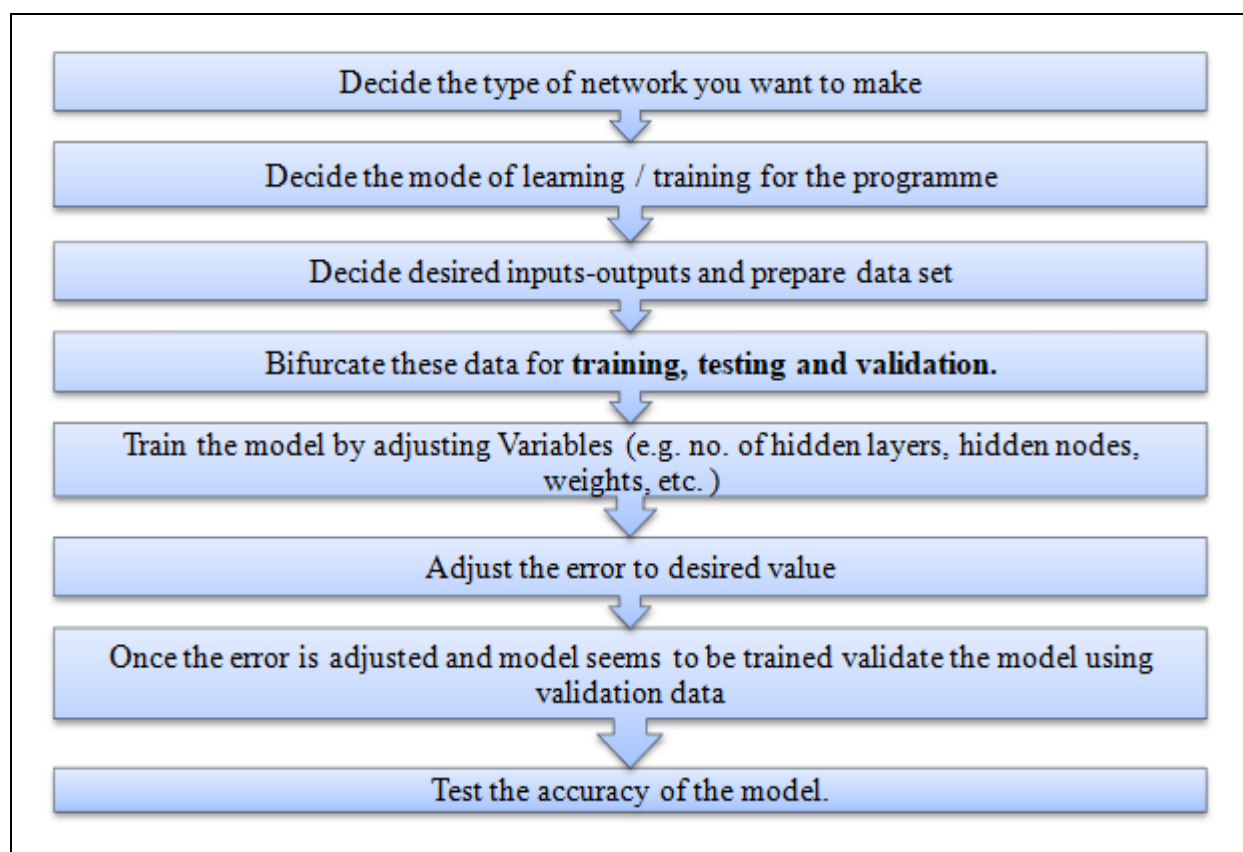 Decide the type of network you want to make
Decide the mode of learning / training for the programme
Decide desired inputs-outputs and prepare data set
Bifurcate these data for training, testing and validation.
Train the model by adjusting Variables (e.g. no. of hidden layers, hidden nodes,
weights, etc. )
Adjust the error to desired value
Once the error is adjusted and model seems to be trained validate the model using
validation data
Test the accuracy of the model.